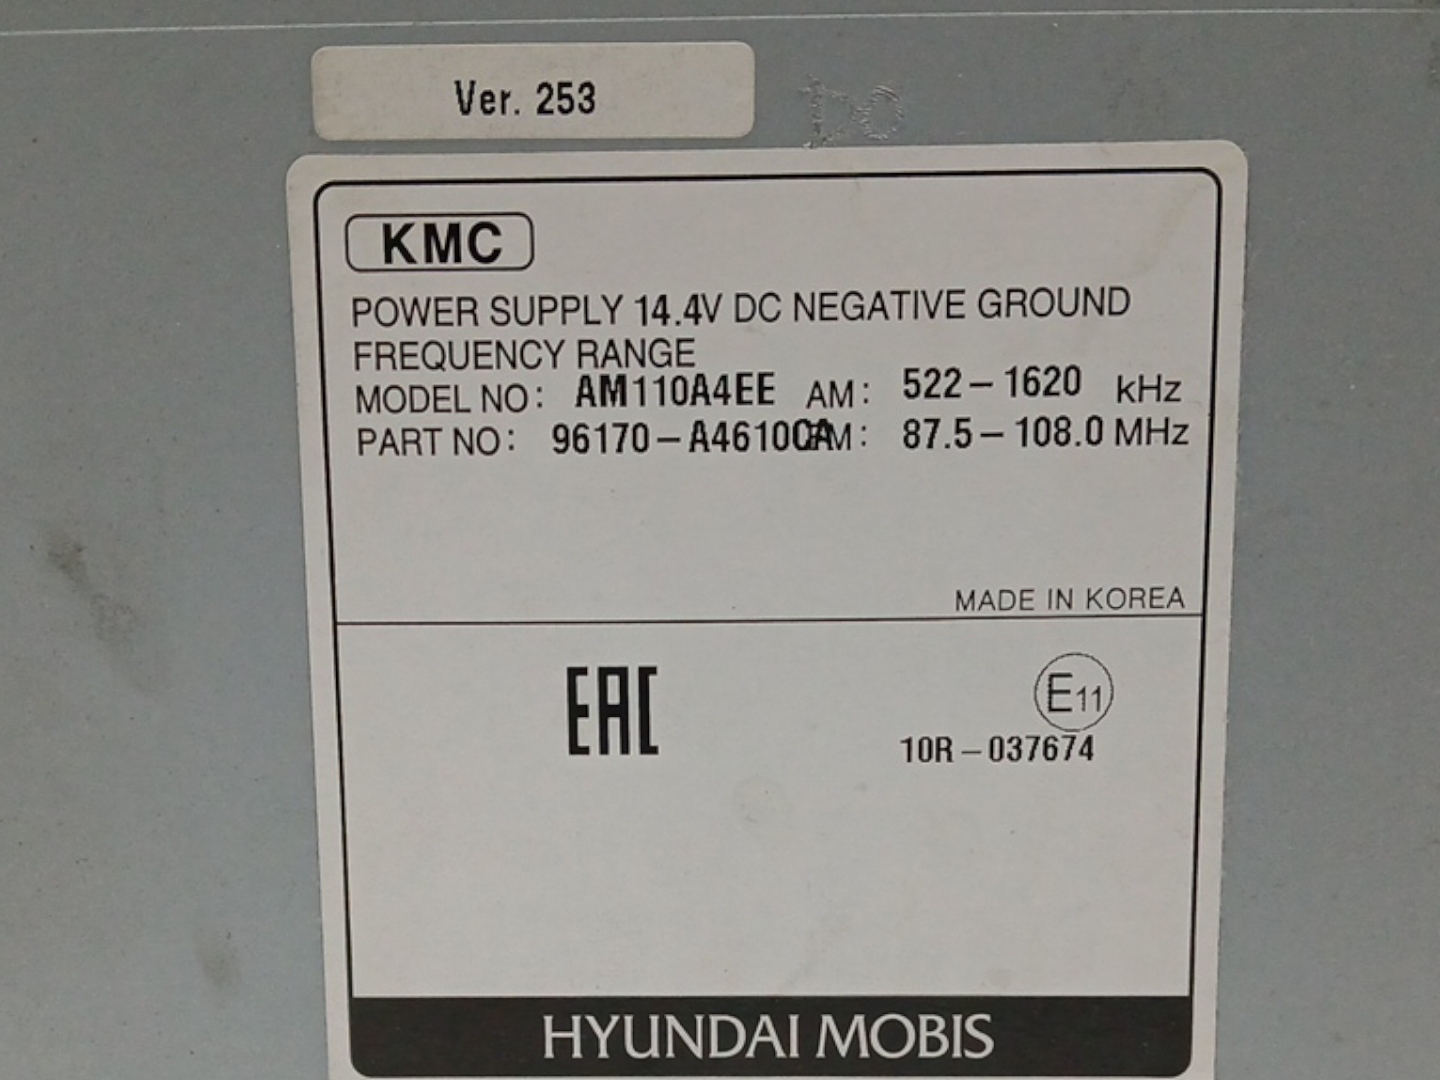 Ver. 253
KMC
POWER SUPPLY 14.4V DC NEGATIVE GROUND
FREQUENCY RANGE
MODEL NO: AM110A4EE AM: 522-1620 kHz
PART NO: 96170-A4610CA FM: 87.5-108.0 MHz
MADE IN KOREA
EAC
E11
10R-037674
HYUNDAI MOBIS